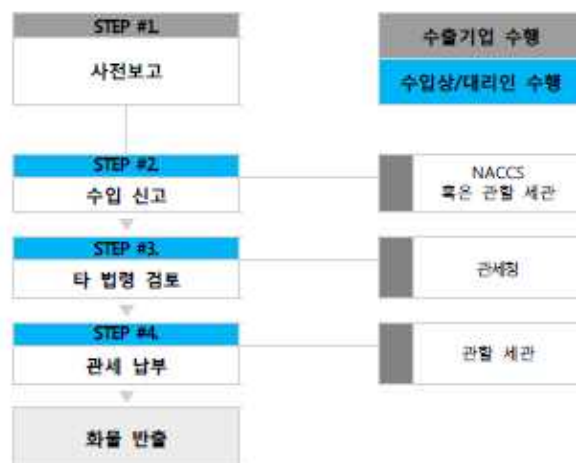 STEP #1.
사전보고
수출기업 수행
수입상/대리인 수행
STEP #2.
수입 신고
NACCS
혹은 관할 세관
STEP #3.
타 법령 검토
관세청
STEP #4.
관세 납부
관할 세관
화물 반출